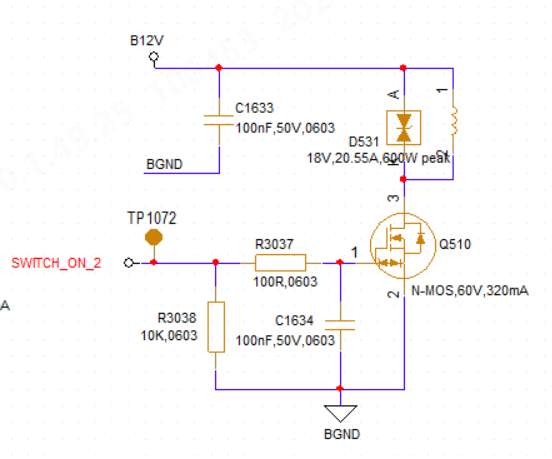 B12V
C1633
100nF,50V,0603
BGND
A
D531
18V,20.55A,600W peak
1
2
3
TP1072
SWITCH_ON_2
R3037
100R,0603
1
Q510
N-MOS,60V,320mA
2
R3038
10K,0603
C1634
100nF,50V,0603
A
BGND